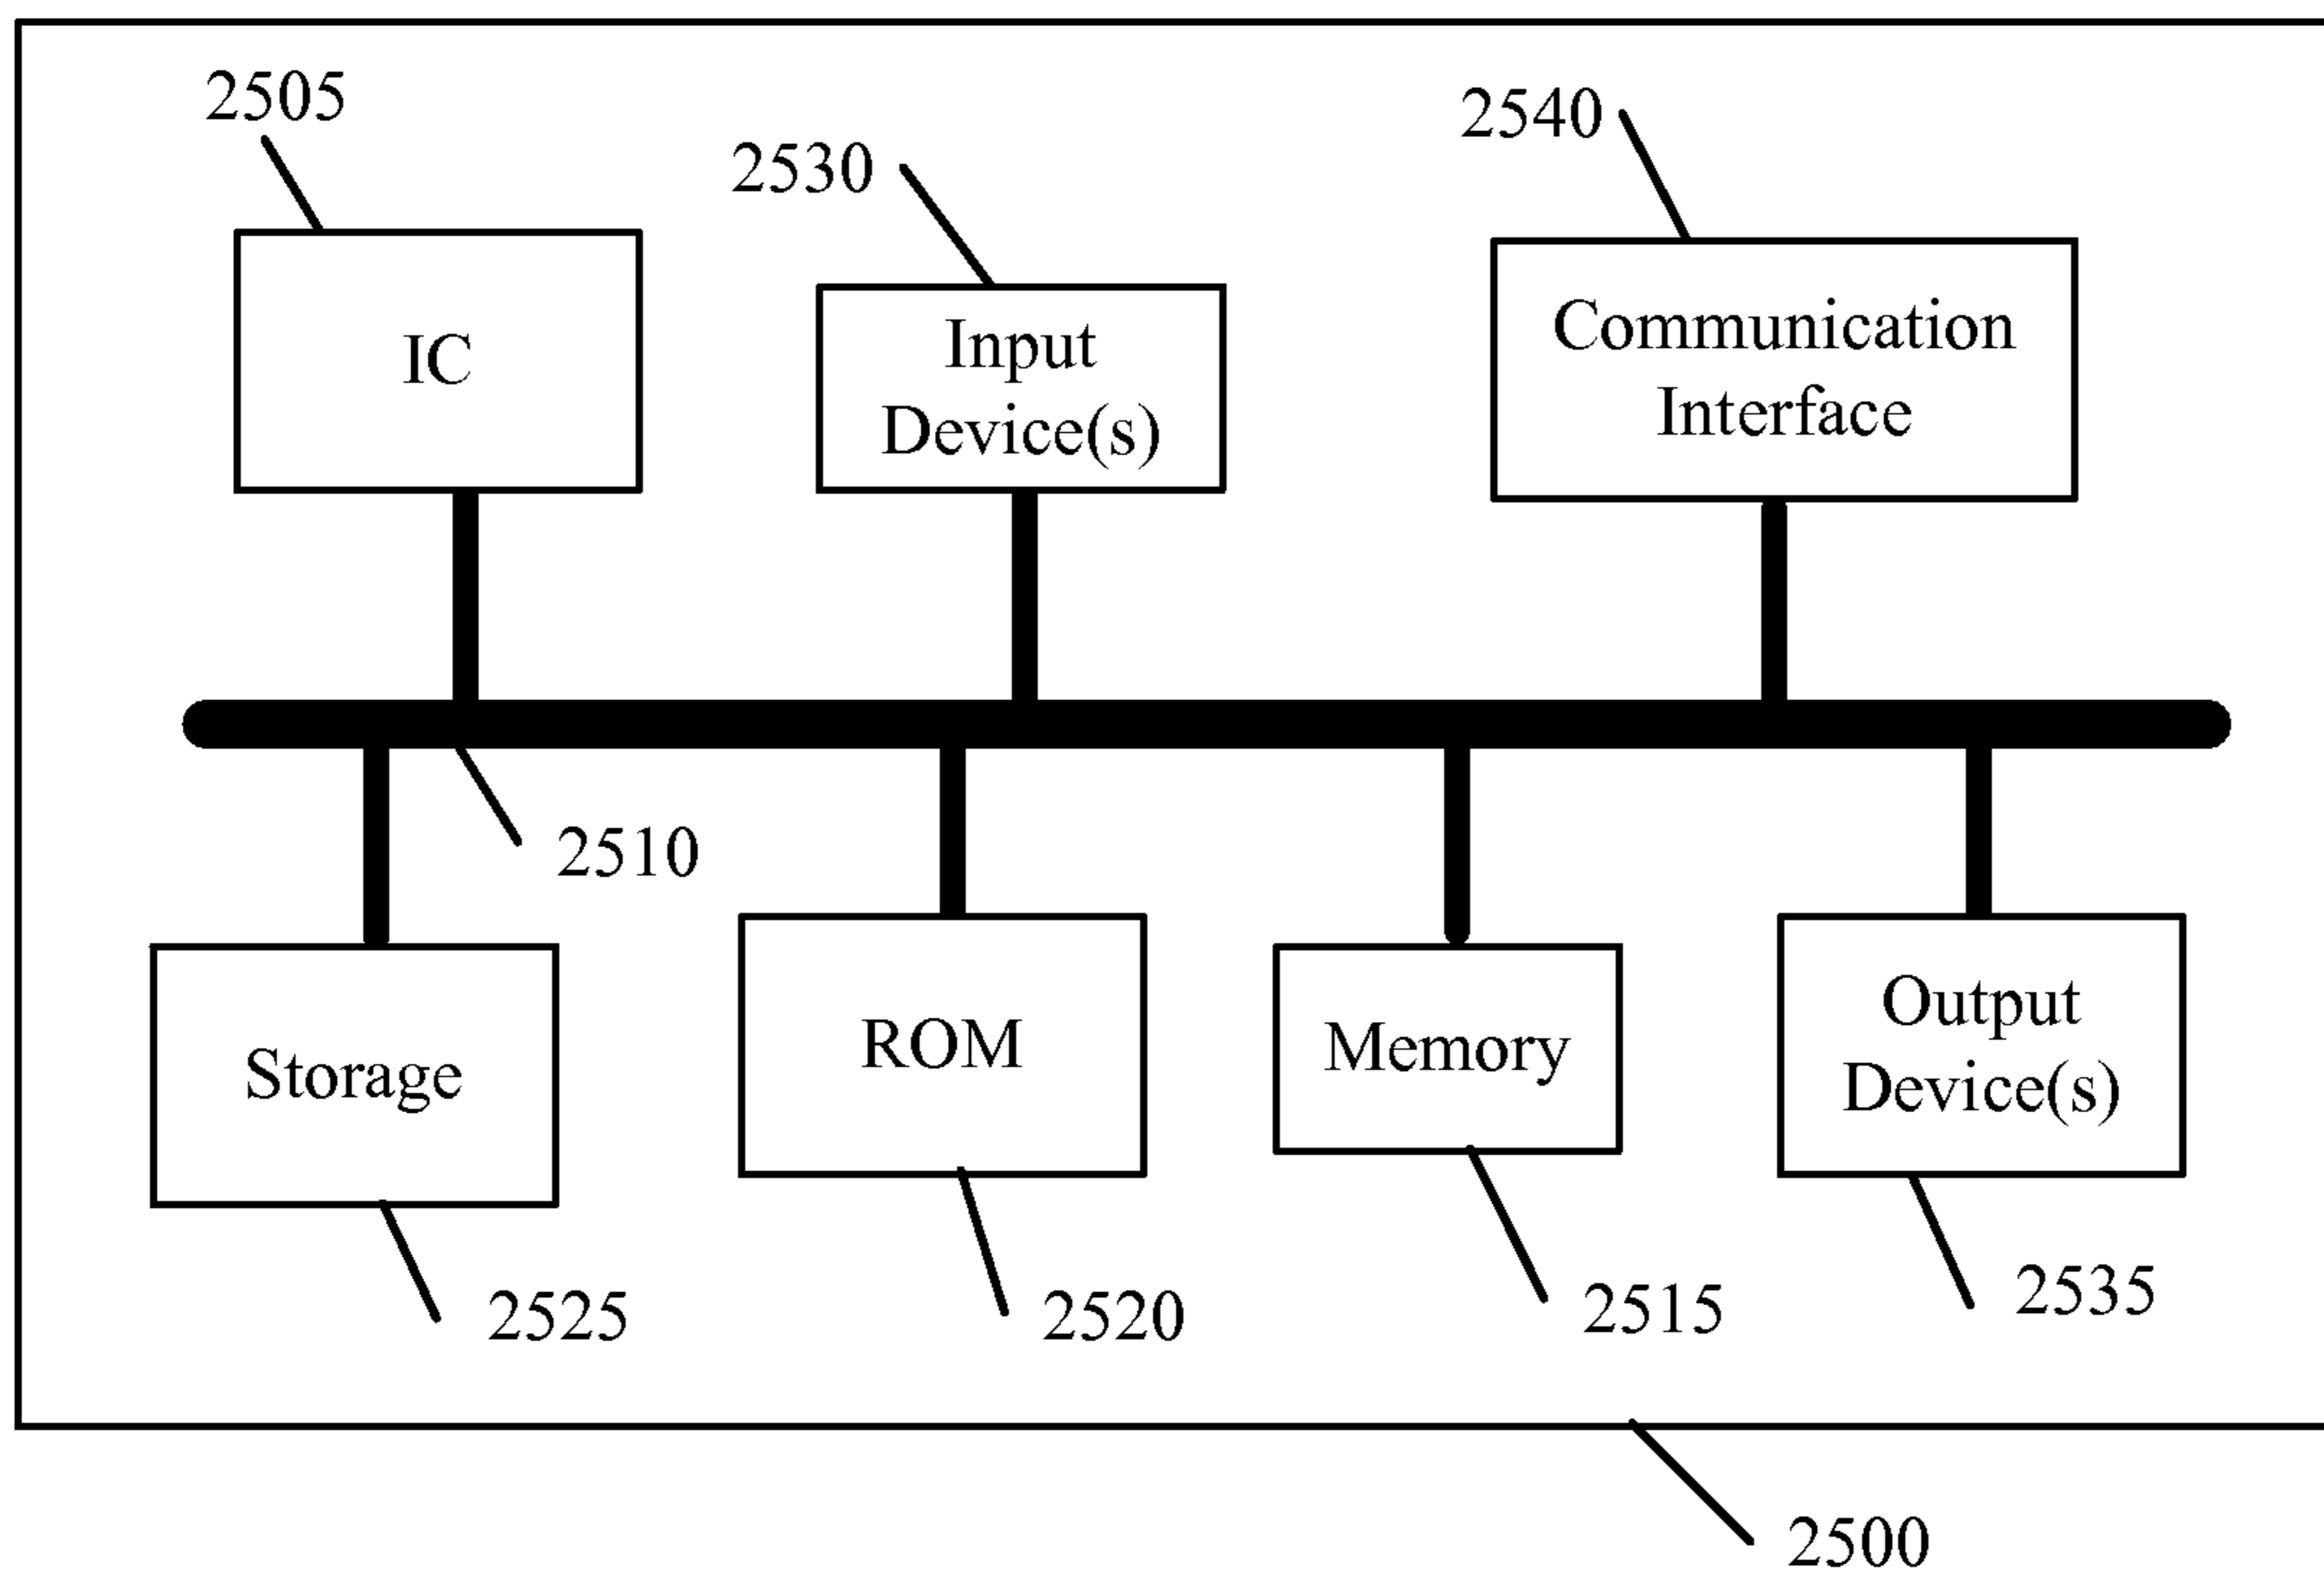 2505
2530
2540
IC
Input
Device(s)
Communication
Interface
2510
Storage
ROM
Memory
Output
Device(s)
2525
2520
2515
2535
2500